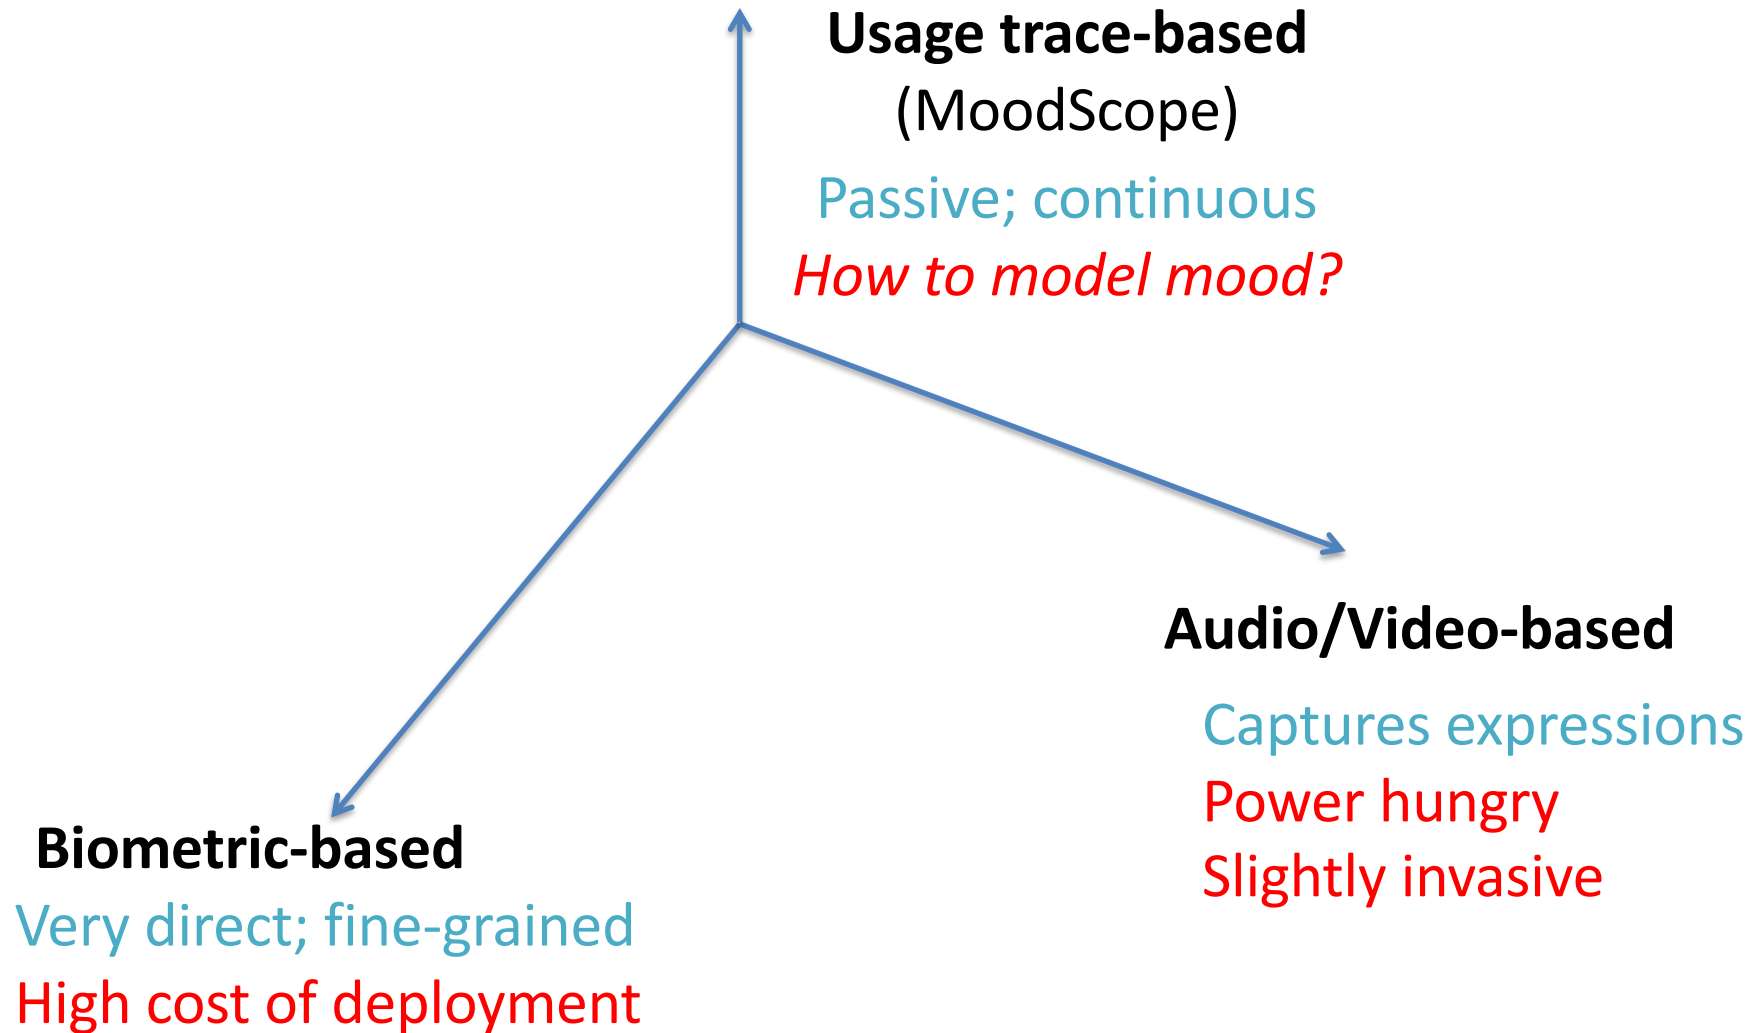 Usage trace-based
(MoodScope)
Passive; continuous
How to model mood?
Audio/Video-based
Captures expressions
Power hungry
Slightly invasive
Biometric-based
Very direct; fine-grained
High cost of deployment